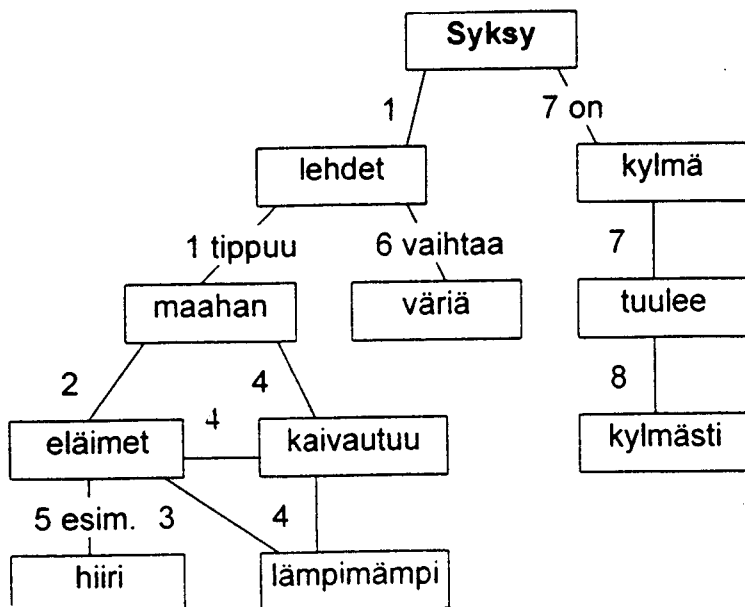 Syksy
1
7 on
lehdet
kylmä
1 tippuu
6 vaihtaa
7
maahan
väriä
tuulee
2
4
8
4
eläimet
kaivautuu
kylmästi
5 esim.
3
4
hiiri
lämpimämpi